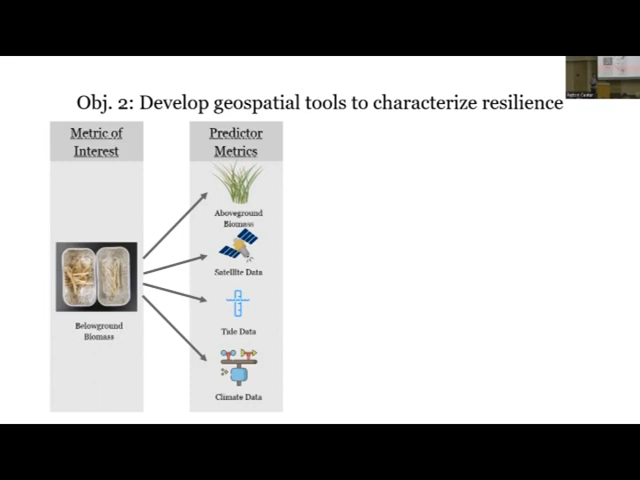 Obj. 2: Develop geospatial tools to characterize resilience
Metric of
Interest
Predictor
Metrics
Belowground
Biomass
Aboveground
Biomass
Satellite Data
Tide Data
Climate Data